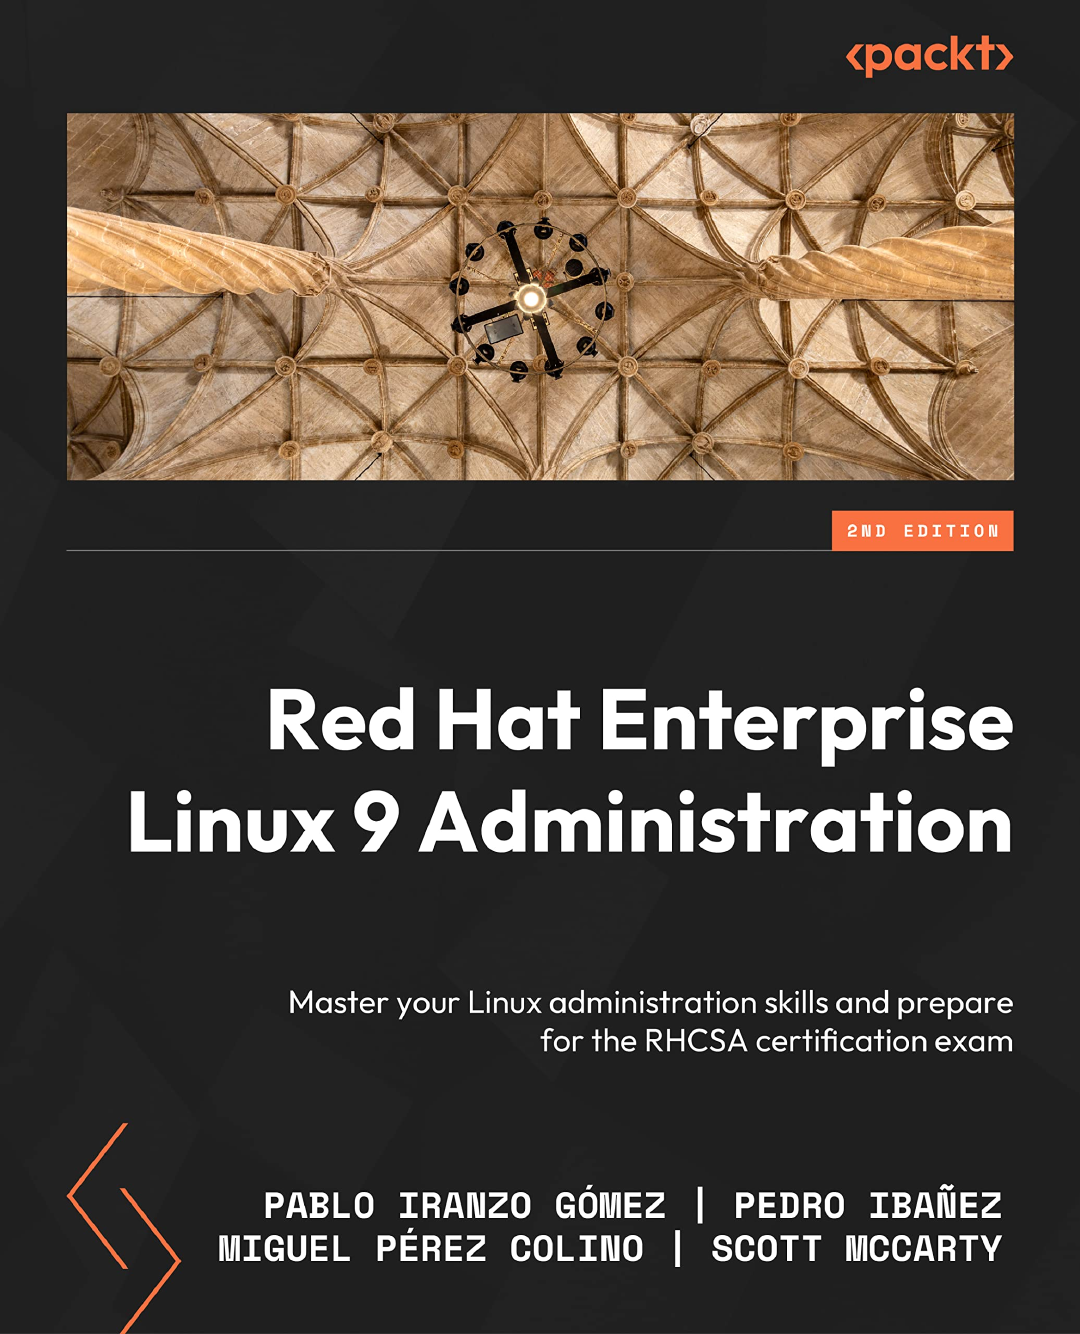 <packt>
2ND EDITION
Red Hat Enterprise
Linux 9 Administration
Master your Linux administration skills and prepare
for the RHCSA certification exam
PABLO IRANZO GÓMEZ | PEDRO IBAÑEZ
MIGUEL PÉREZ COLINO | SCOTT MCCARTY